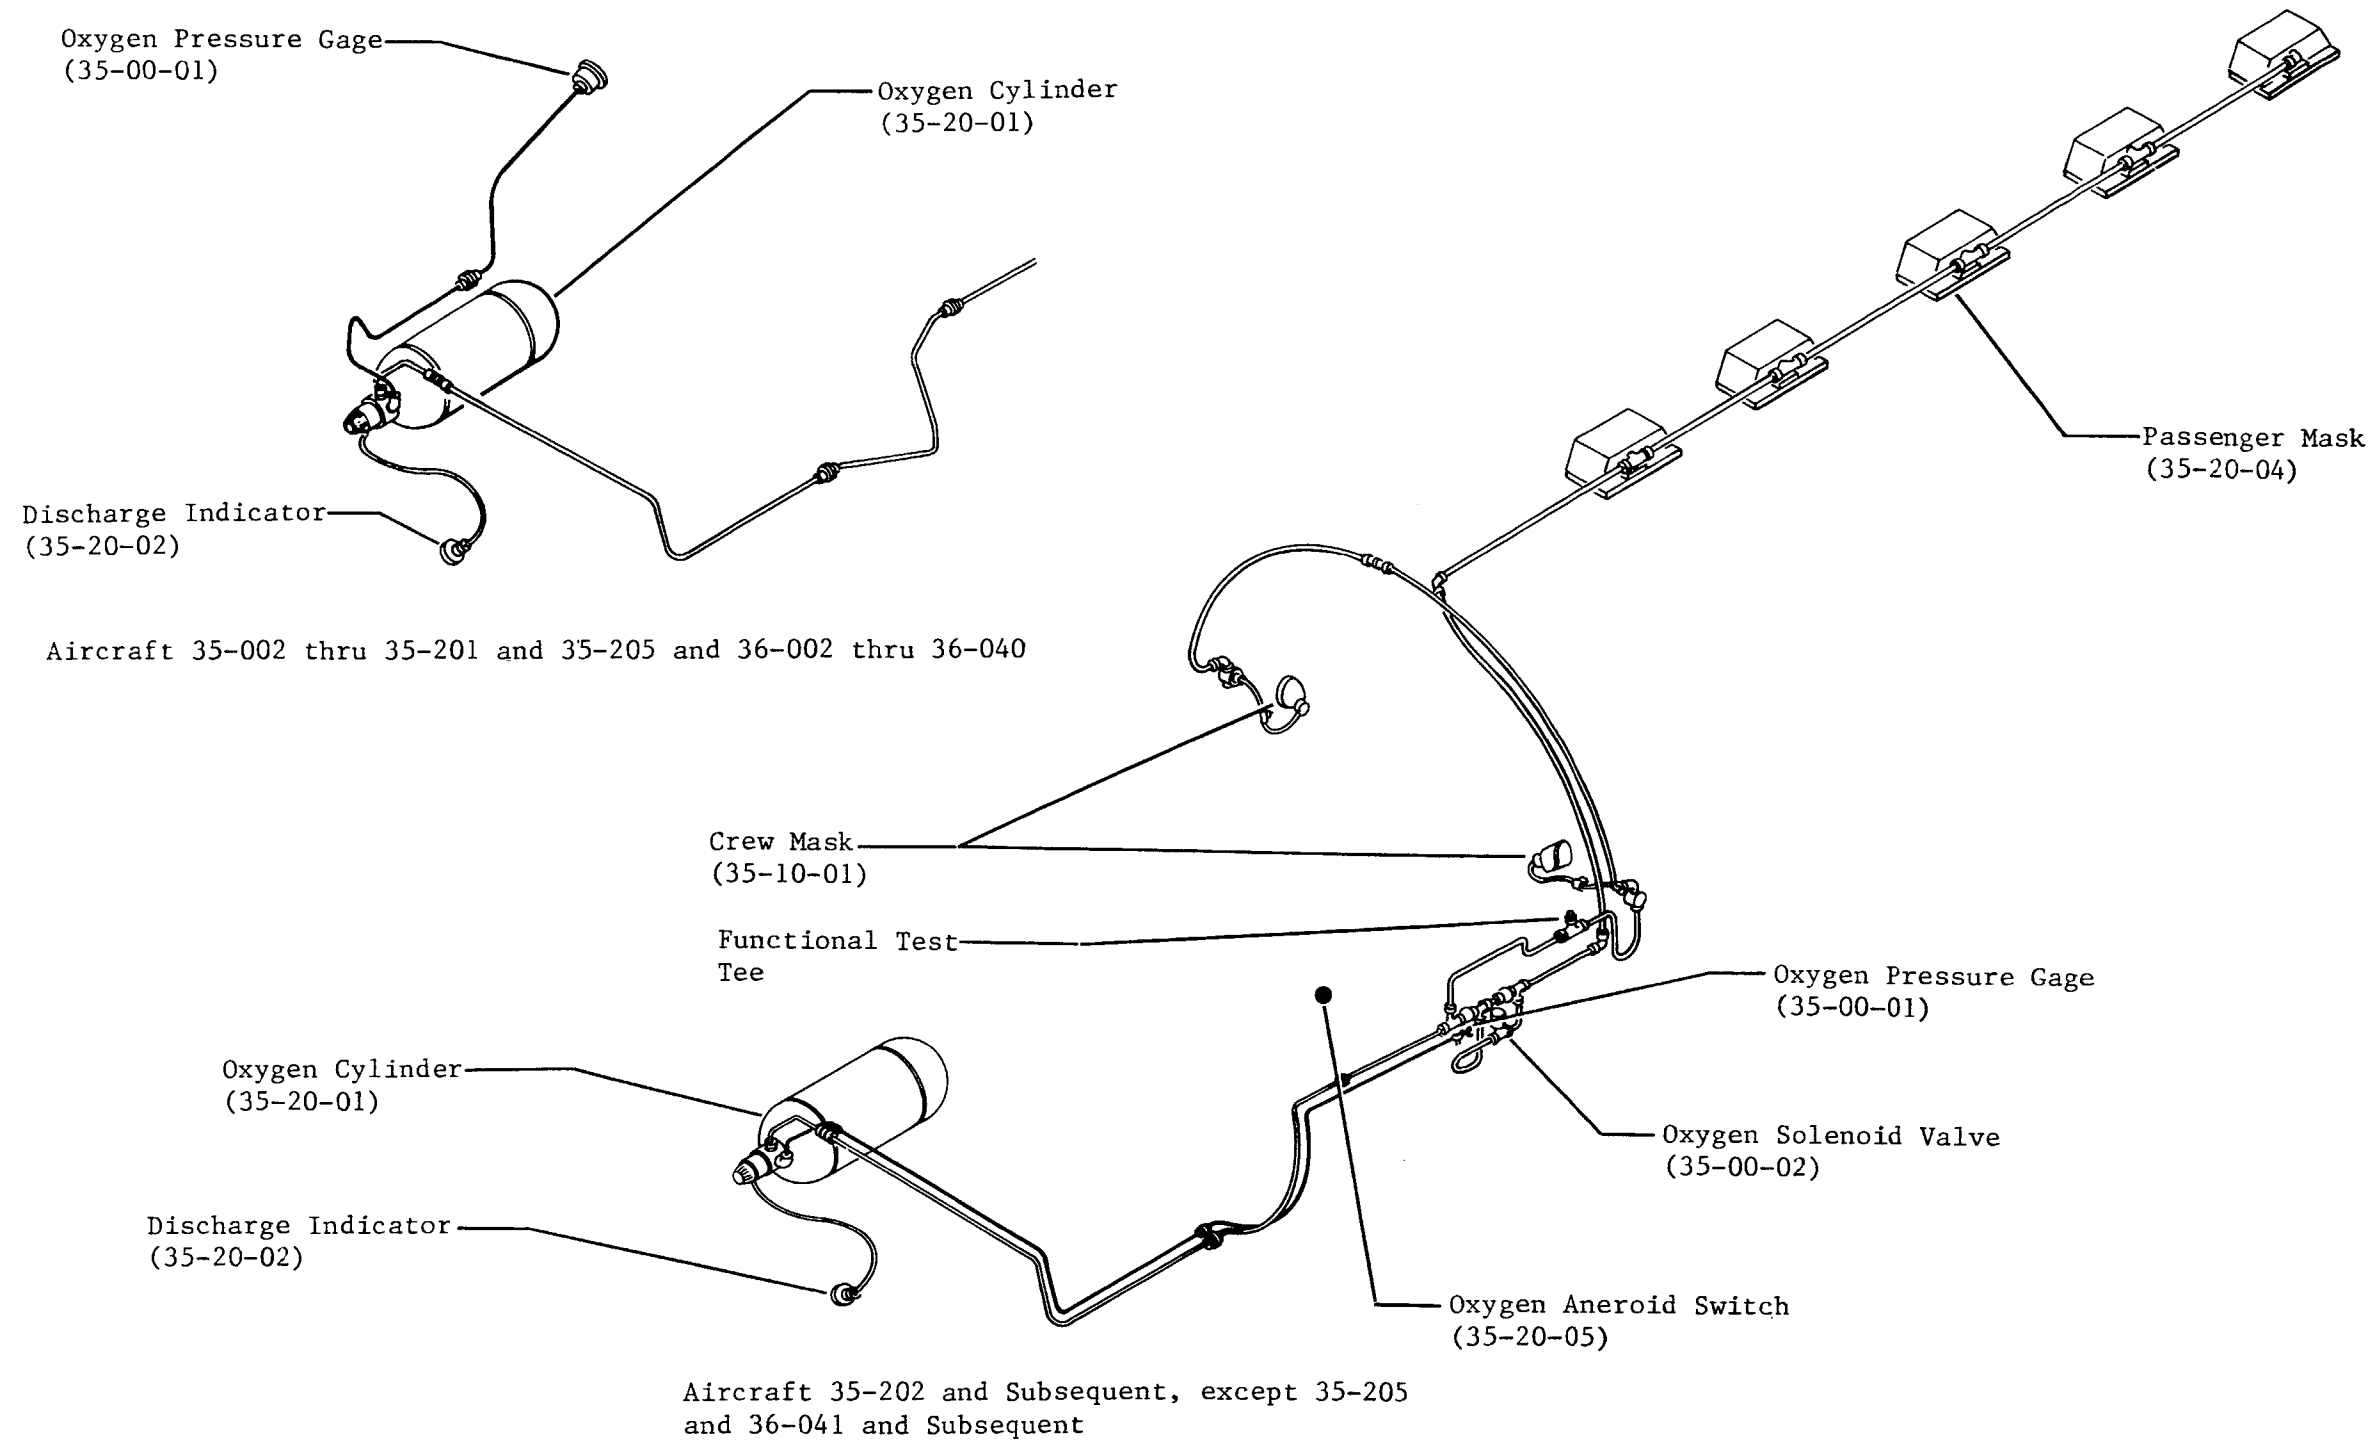 Oxygen Pressure Gage
(35-00-01)
Oxygen Cylinder
(35-20-01)
Passenger Mask
(35-20-04)
Discharge Indicator
(35-20-02)
Aircraft 35-002 thru 35-201 and 35-205 and 36-002 thru 36-040
Crew Mask
(35-10-01)
Functional Test
Tee
Oxygen Pressure Gage
(35-00-01)
Oxygen Cylinder
(35-20-01)
Oxygen Solenoid Valve
(35-00-02)
Discharge Indicator
(35-20-02)
Oxygen Aneroid Switch
(35-20-05)
Aircraft 35-202 and Subsequent, except 35-205
and 36-041 and Subsequent